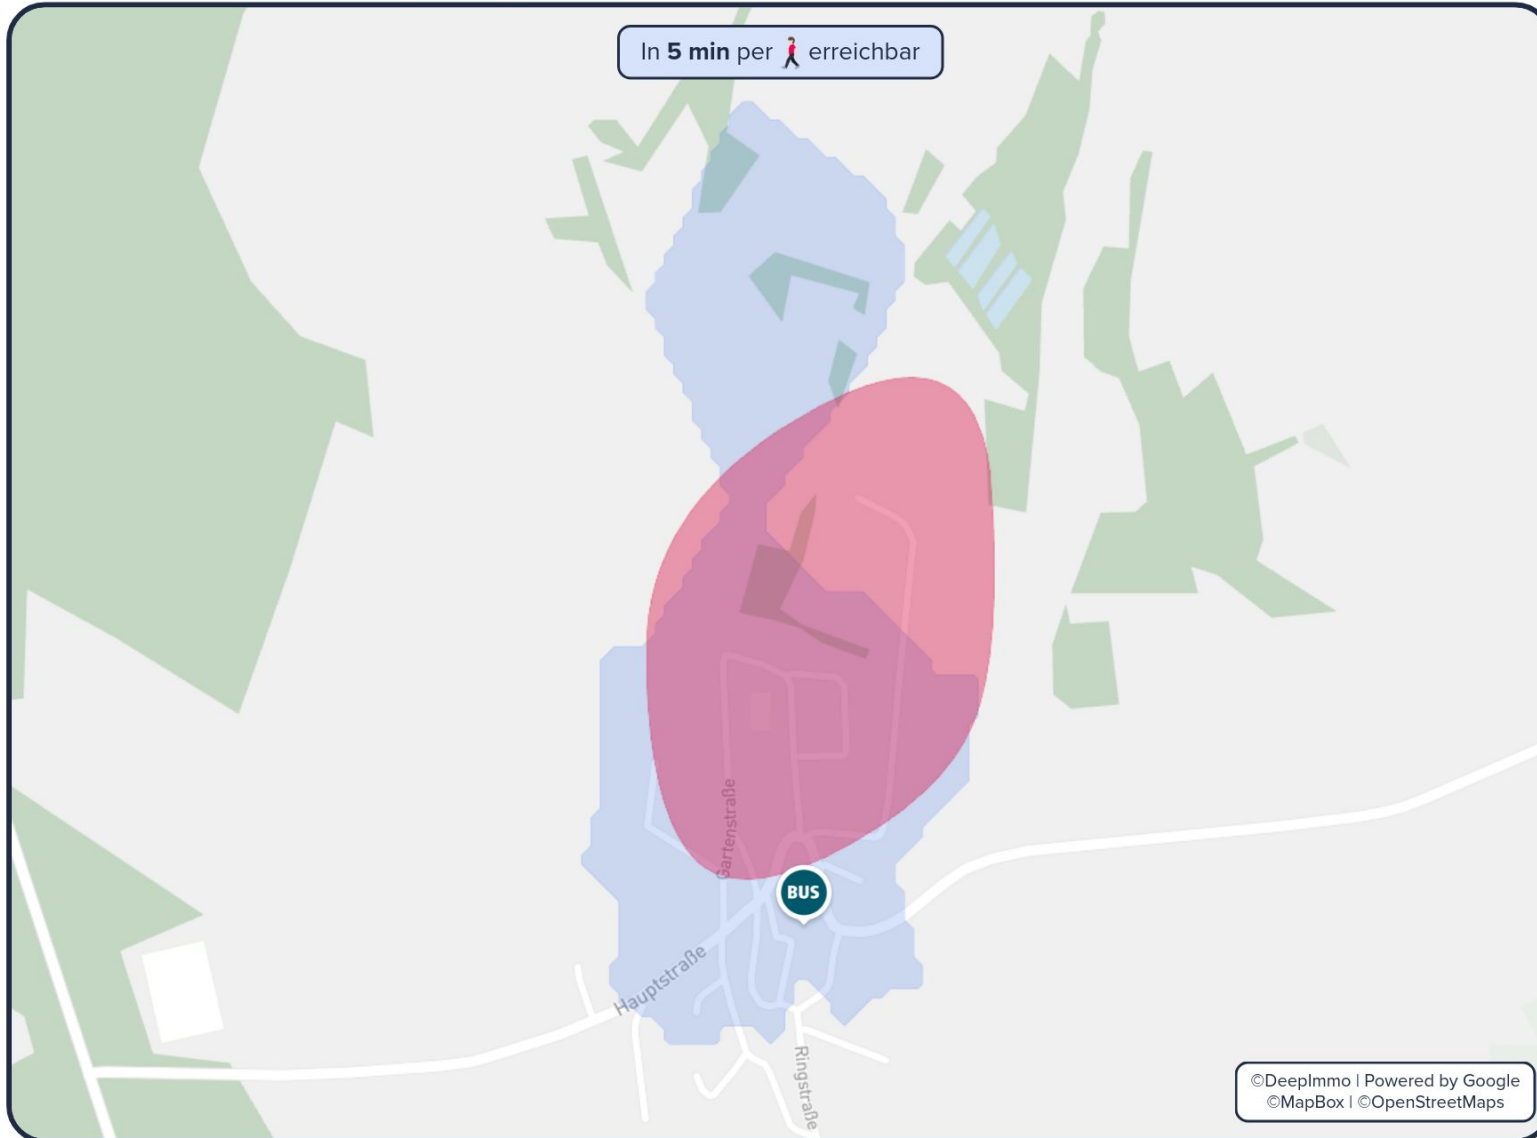 In 5 min per erreichbar
Gartenstraße
BUS
Hauptstraße
Ringstraße
©DeepImmo | Powered by Google
©MapBox | ©OpenStreetMaps